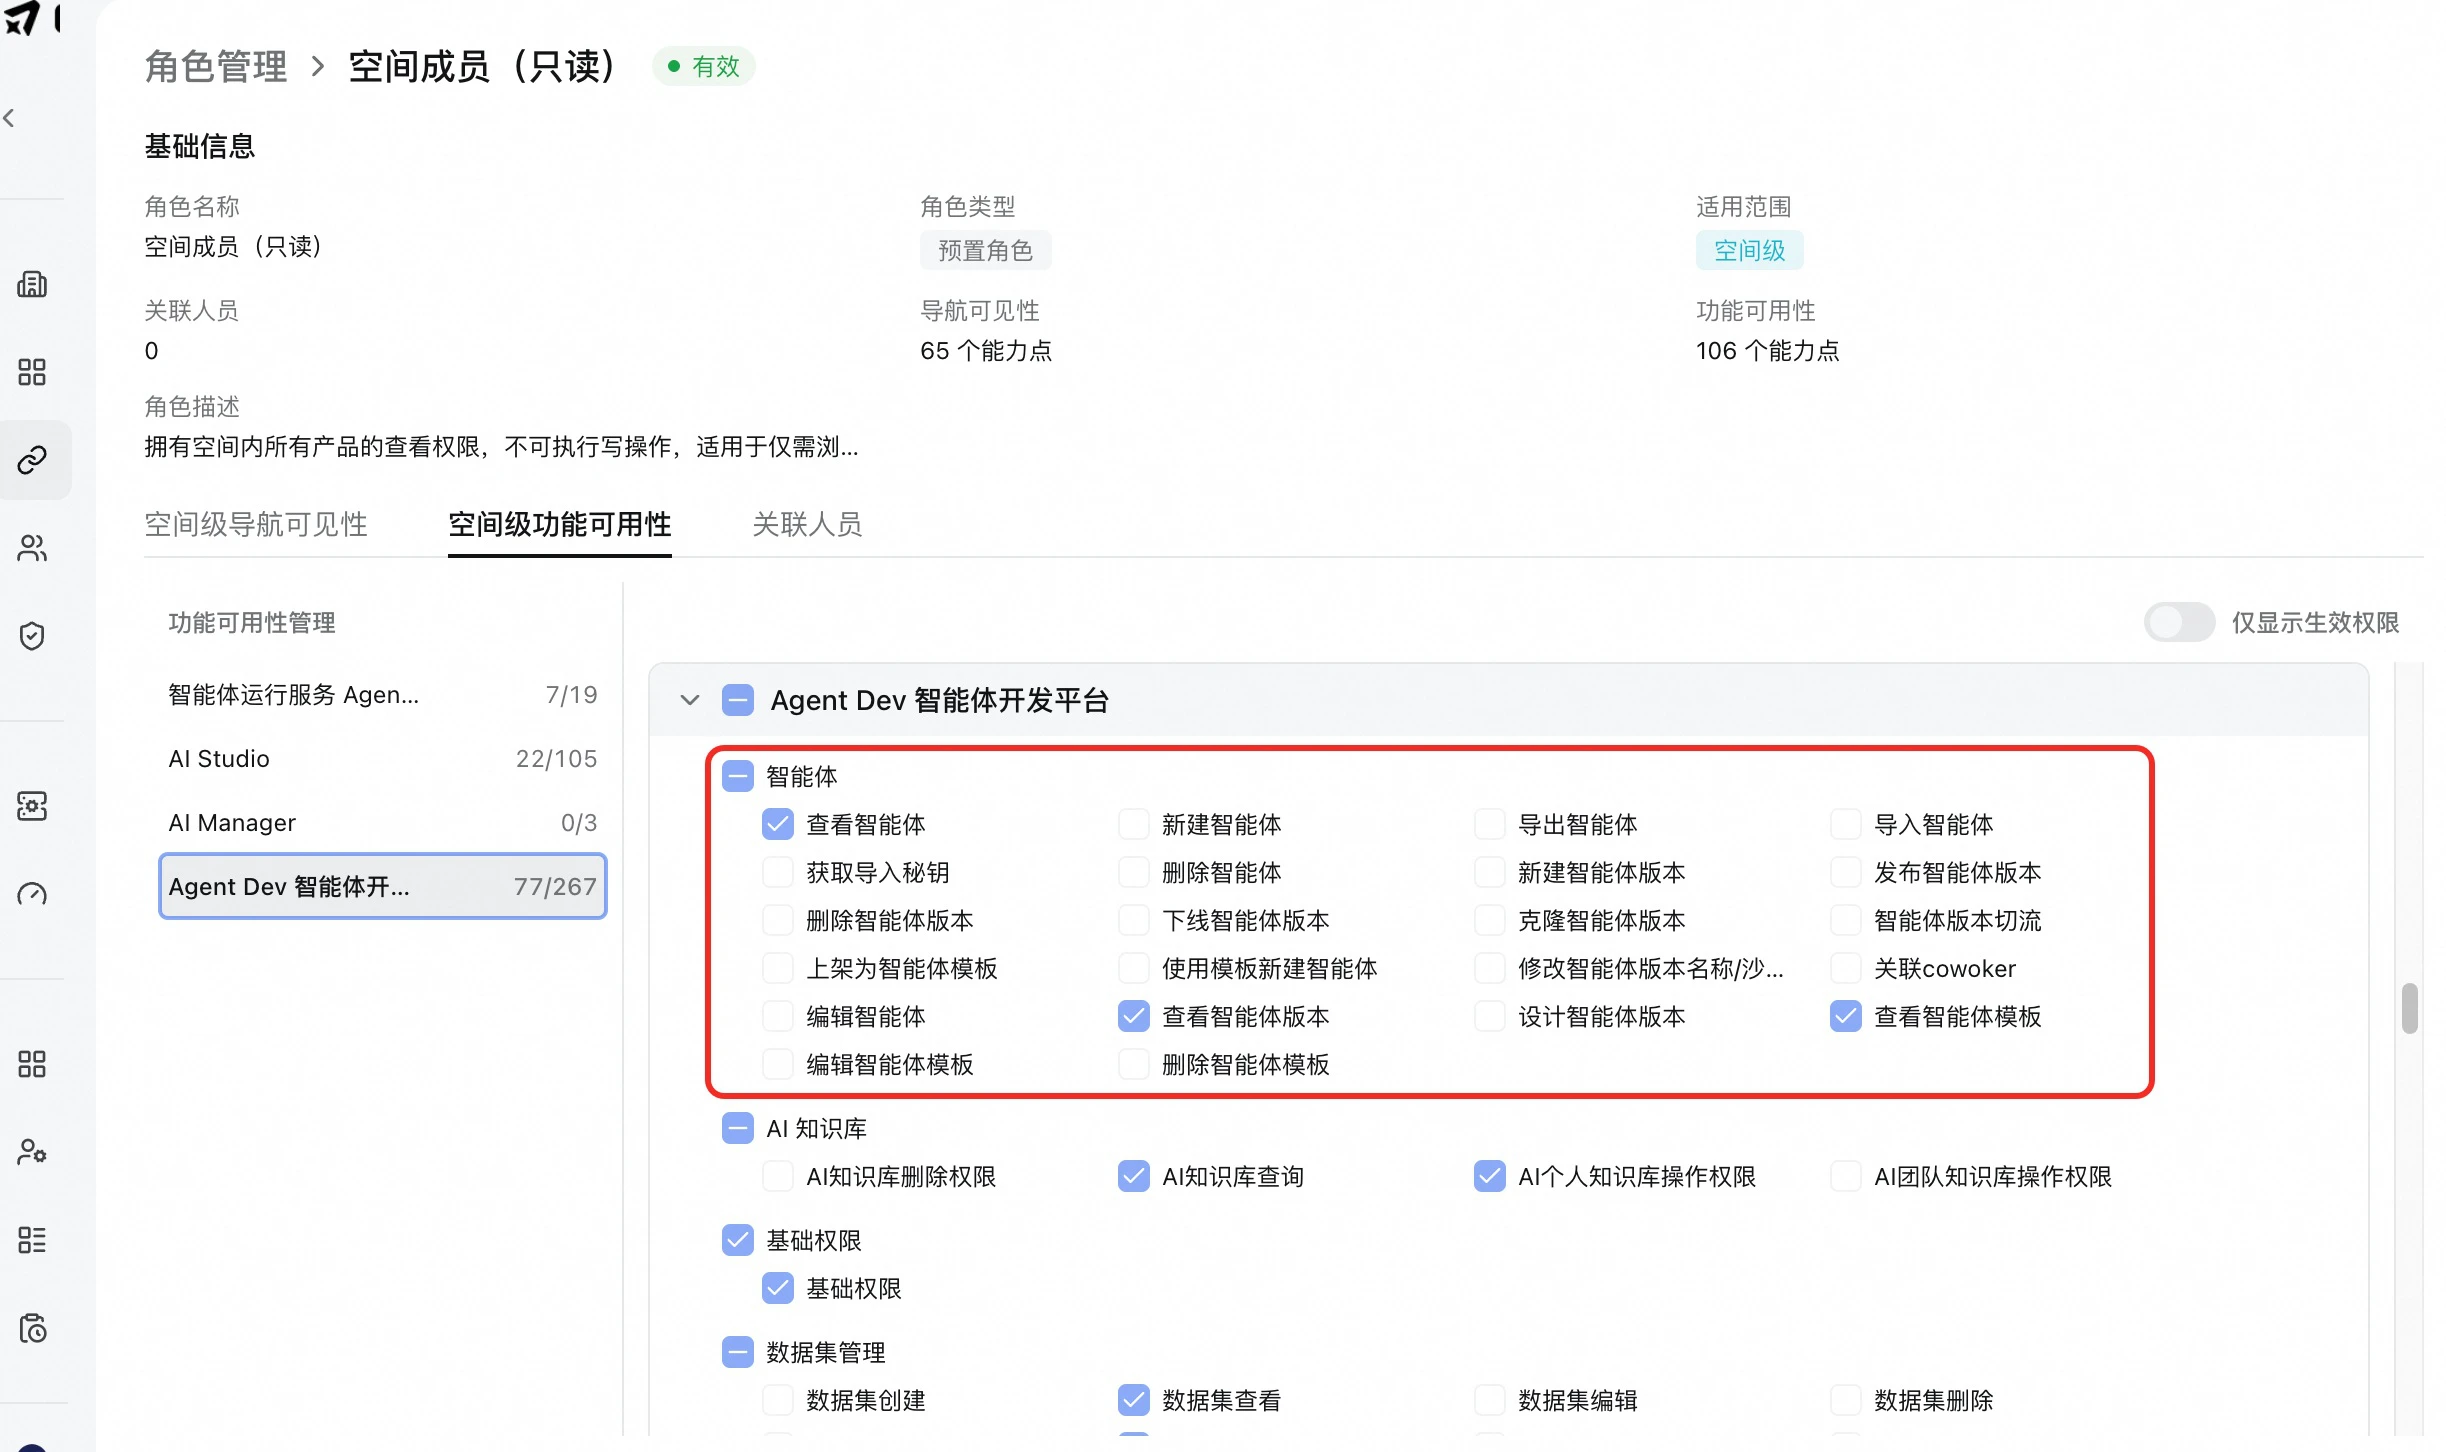 角色管理 > 空间成员（只读） 有效
基础信息
角色名称 角色类型 适用范围
空间成员（只读） 预置角色 空间级
关联人员 导航可见性 功能可用性
0 65 个能力点 106 个能力点
角色描述
拥有空间内所有产品的查看权限，不可执行写操作，适用于仅需浏...
空间级导航可见性 空间级功能可用性 关联人员
功能可用性管理
智能体运行服务 Agen... 7/19
AI Studio 22/105
AI Manager 0/3
Agent Dev 智能体开... 77/267
仅显示生效权限
Agent Dev 智能体开发平台
智能体
查看智能体 新建智能体 导出智能体 导入智能体
获取导入秘钥 删除智能体 新建智能体版本 发布智能体版本
删除智能体版本 下线智能体版本 克隆智能体版本 智能体版本切流
上架为智能体模板 使用模板新建智能体 修改智能体版本名称/沙... 关联cowoker
编辑智能体 查看智能体版本 设计智能体版本 查看智能体模板
编辑智能体模板 删除智能体模板
AI 知识库
AI知识库删除权限 AI知识库查询 AI个人知识库操作权限 AI团队知识库操作权限
基础权限
基础权限
数据集管理
数据集创建 数据集查看 数据集编辑 数据集删除